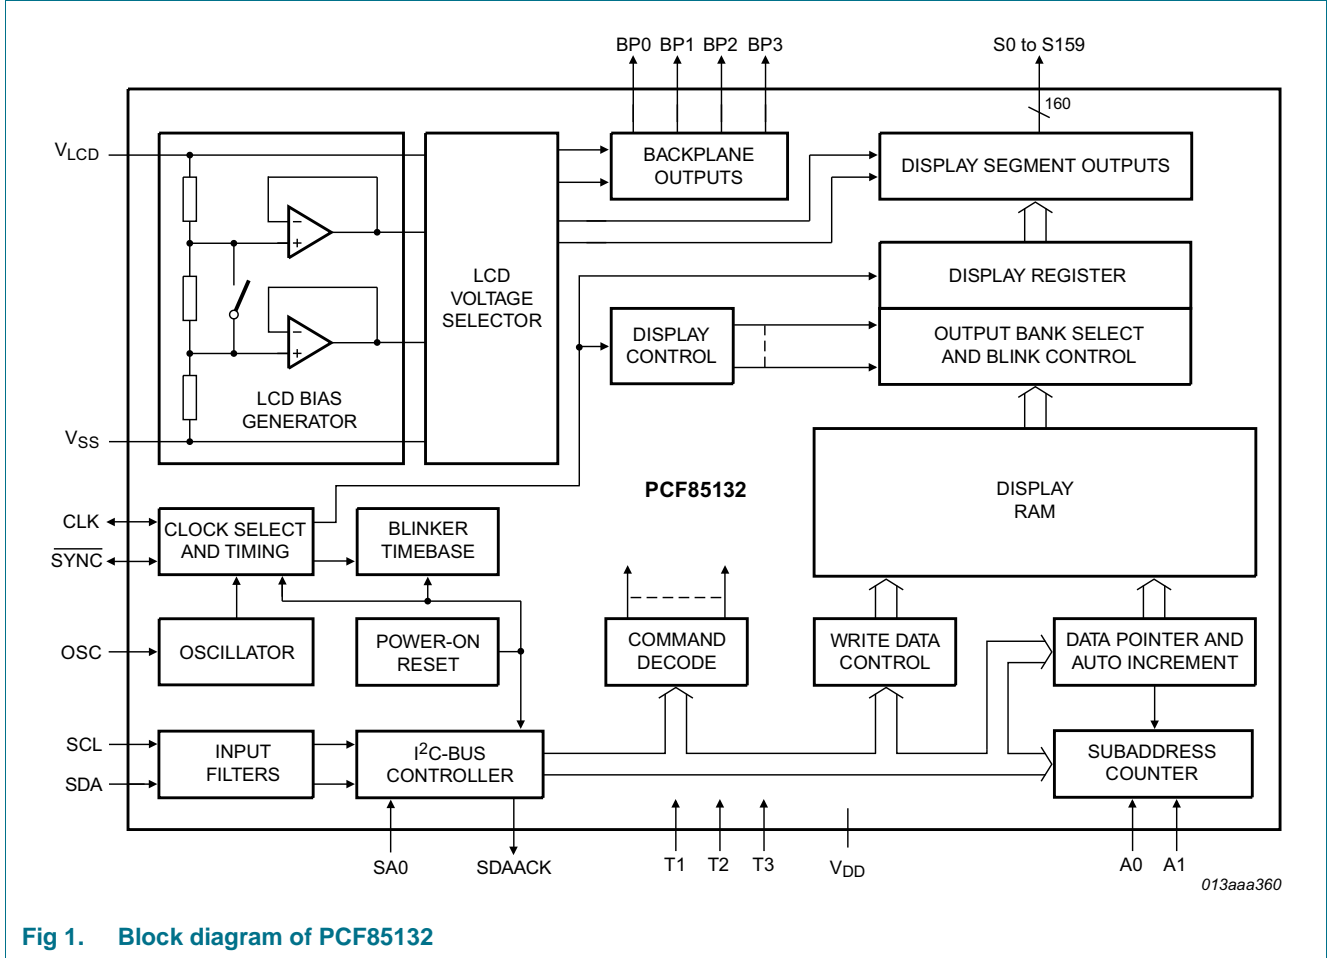 BP0 BP1 BP2 BP3
S0 to S159
160
VLCD
BACKPLANE
OUTPUTS
DISPLAY SEGMENT OUTPUTS
−
+
LCD
VOLTAGE
SELECTOR
DISPLAY REGISTER
−
+
DISPLAY
CONTROL
OUTPUT BANK SELECT
AND BLINK CONTROL
LCD BIAS
GENERATOR
VSS
PCF85132
DISPLAY
RAM
CLK
SYNC
CLOCK SELECT
AND TIMING
BLINKER
TIMEBASE
OSC
OSCILLATOR
POWER-ON
RESET
COMMAND
DECODE
WRITE DATA
CONTROL
DATA POINTER AND
AUTO INCREMENT
SCL
SDA
INPUT
FILTERS
I2C-BUS
CONTROLLER
SUBADDRESS
COUNTER
SA0
SDAACK
T1
T2
T3
VDD
A0
A1
013aaa360
Fig 1. Block diagram of PCF85132